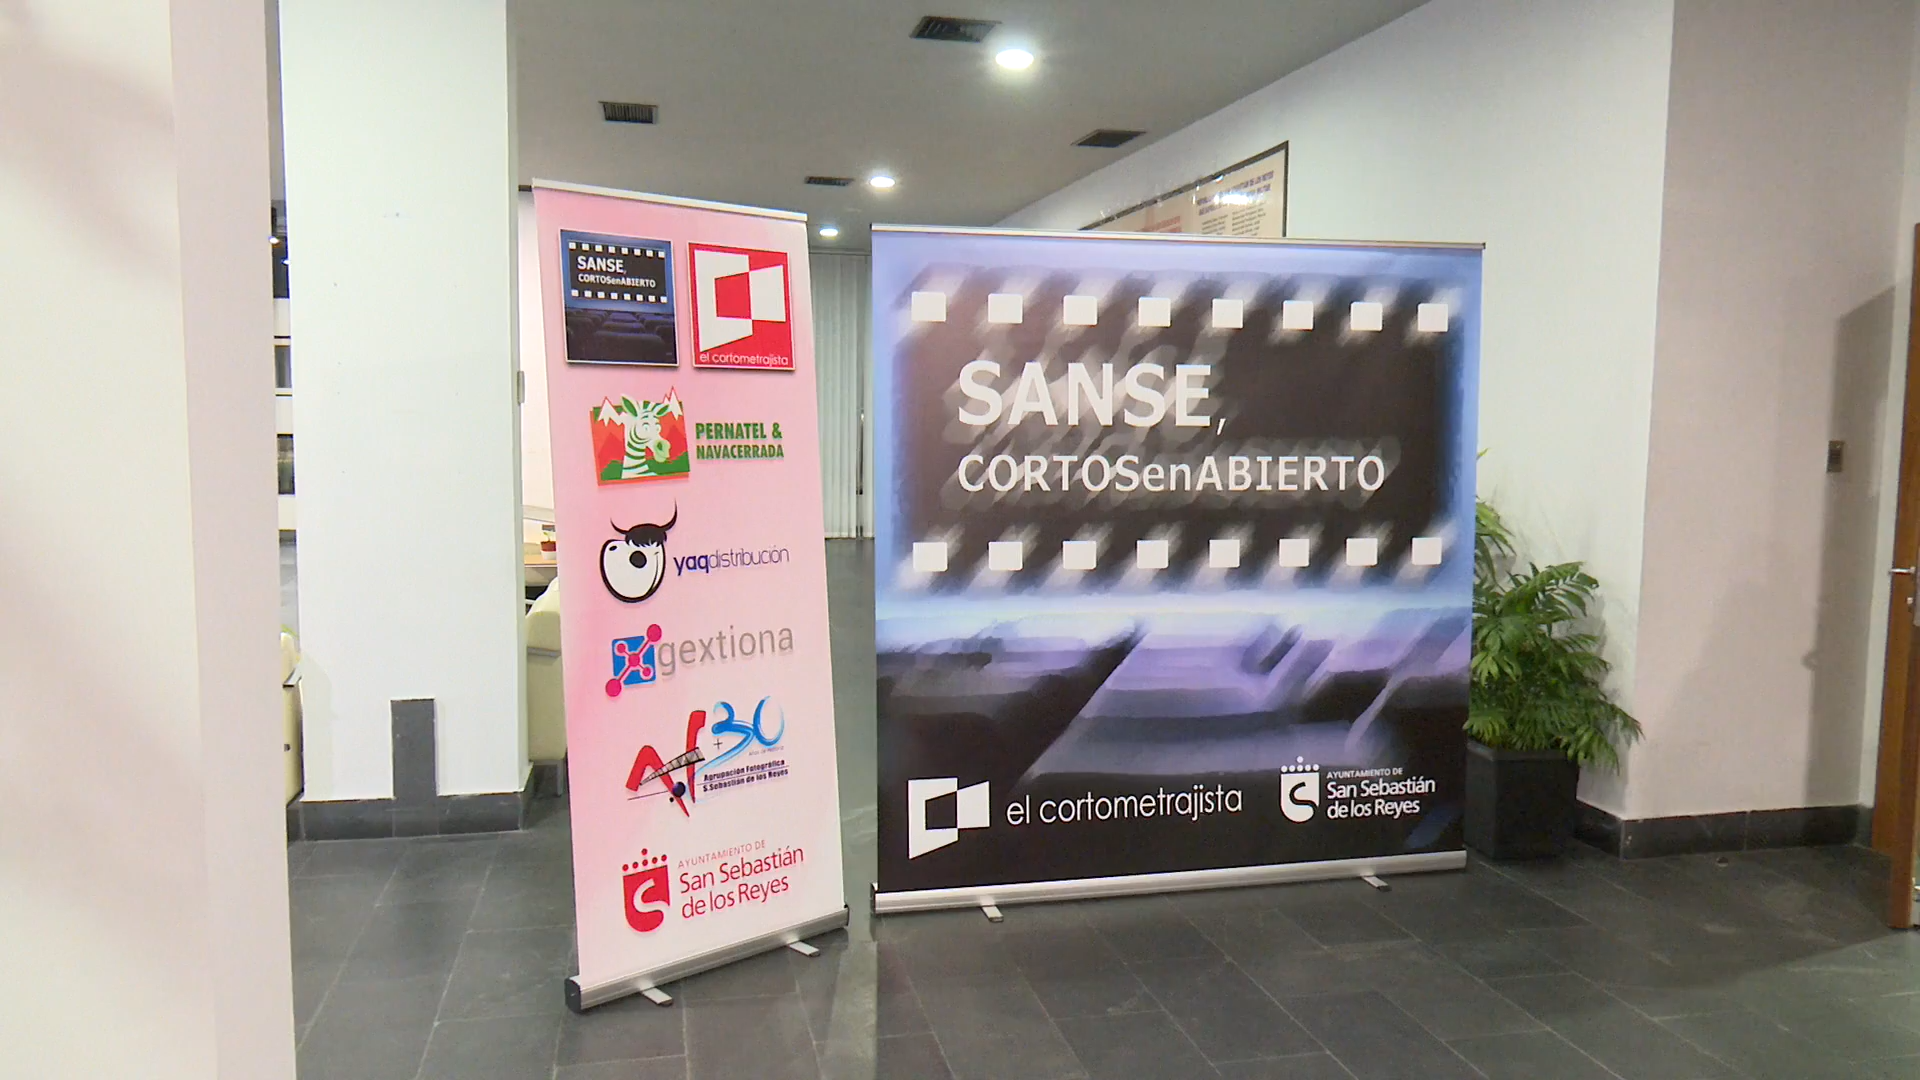 SANSE,
CORTOSenABIERTO
el cortometrajista
PERNATEL &
NAVACERRADA
yaqdistribución
gextiona
AF+30
Agrupación Fotográfica
S.Sebastián de los Reyes
AYUNTAMIENTO DE
San Sebastián
de los Reyes
SANSE,
CORTOSenABIERTO
el cortometrajista
AYUNTAMIENTO DE
San Sebastián
de los Reyes